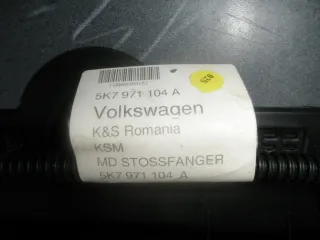 5K7 971 104 A
Volkswagen
K&S Romania
KSM
MD STOSSFANGER
5K7 971 104 A